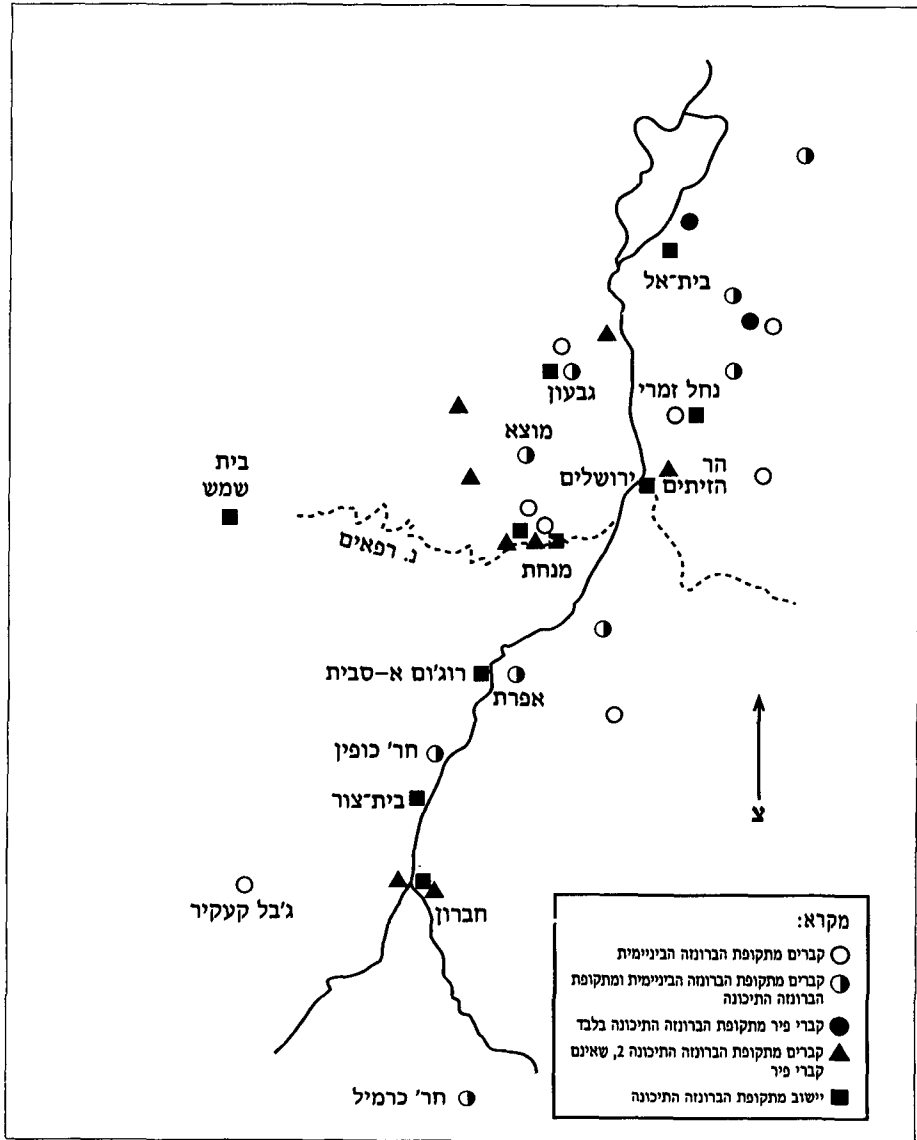 בית־אל
גבעון
נחל זמרי
מוצא
הר
הזיתים
ירושלים
בית
שמש
נ. רפאים
מנחת
רוג'ום א–סבית
אפרת
חר' כופין
בית־צור
צ
ג'בל קעקיר
חברון
חר' כרמיל
מקרא:
קברים מתקופת הברונזה הביניימית
קברים מתקופת הברונזה הביניימית ומתקופת
הברונזה התיכונה
קברי פיר מתקופת הברונזה התיכונה בלבד
קברים מתקופת הברונזה התיכונה 2, שאינם
קברי פיר
יישוב מתקופת הברונזה התיכונה